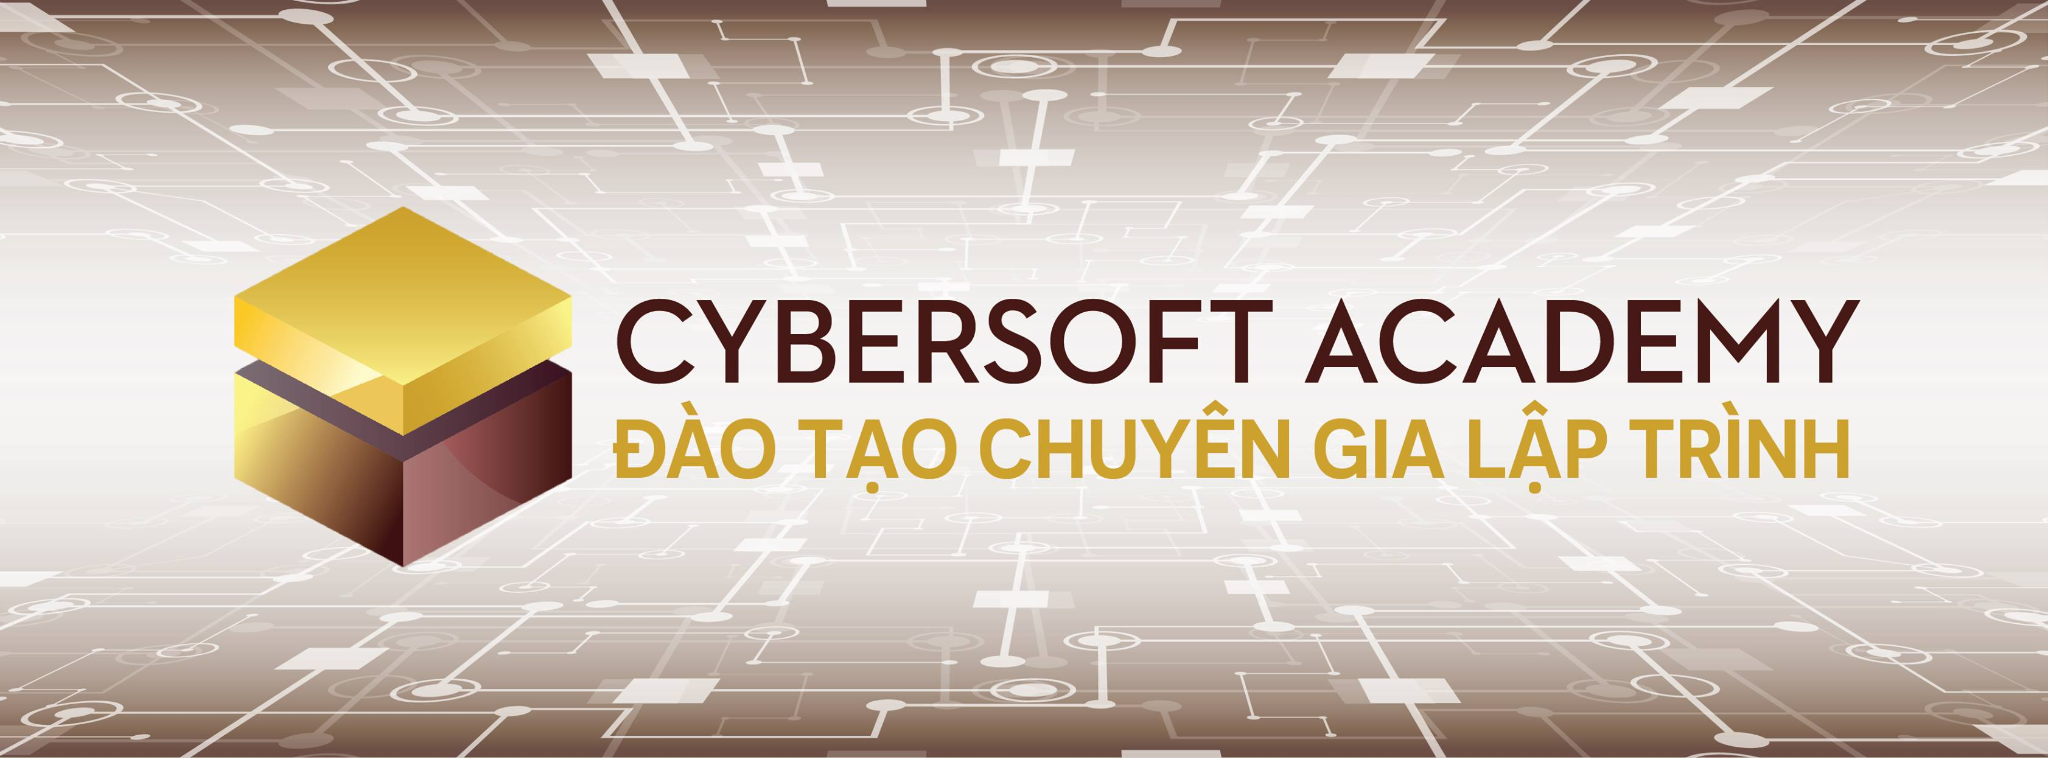 CYBERSOFT ACADEMY
ĐÀO TẠO CHUYÊN GIA LẬP TRÌNH